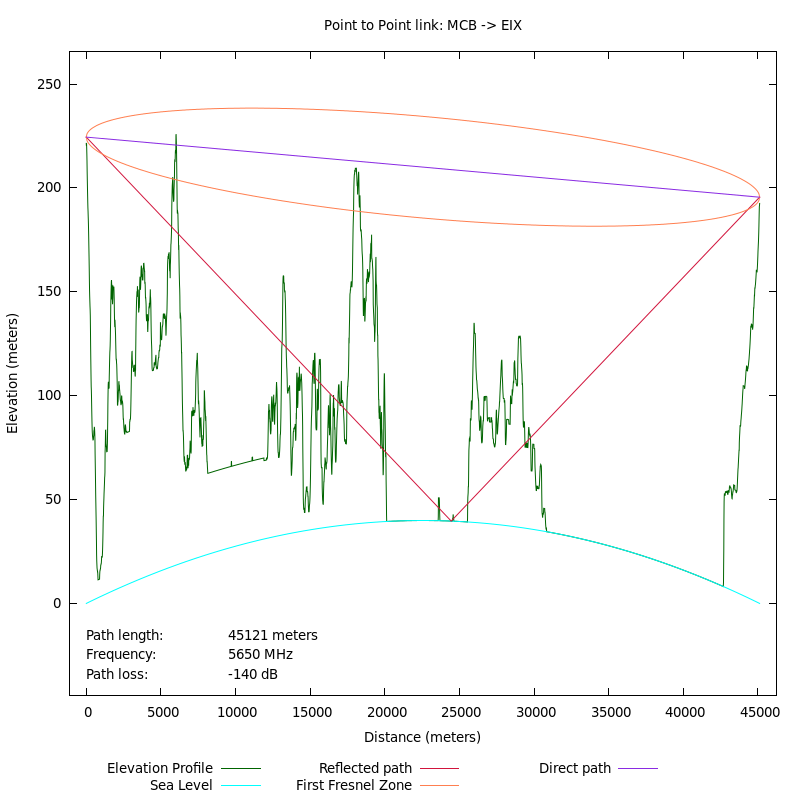 Point to Point link: MCB -> EIX
250
200
150
100
50
0
Elevation (meters)
Path length: 45121 meters
Frequency: 5650 MHz
Path loss: -140 dB
0 5000 10000 15000 20000 25000 30000 35000 40000 45000
Distance (meters)
Elevation Profile Reflected path Direct path
Sea Level First Fresnel Zone